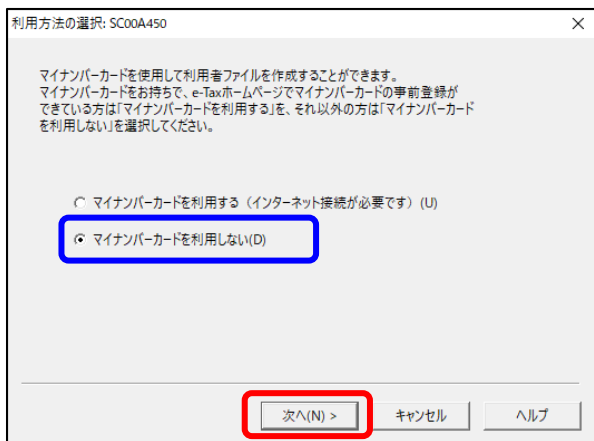 利用方法の選択: SC00A450
マイナンバーカードを使用して利用者ファイルを作成することができます。
マイナンバーカードをお持ちで、e-Taxホームページでマイナンバーカードの事前登録が
できている方は「マイナンバーカードを利用する」を、それ以外の方は「マイナンバーカード
を利用しない」を選択してください。
マイナンバーカードを利用する（インターネット接続が必要です）(U)
マイナンバーカードを利用しない(D)
次へ(N) > キャンセル ヘルプ